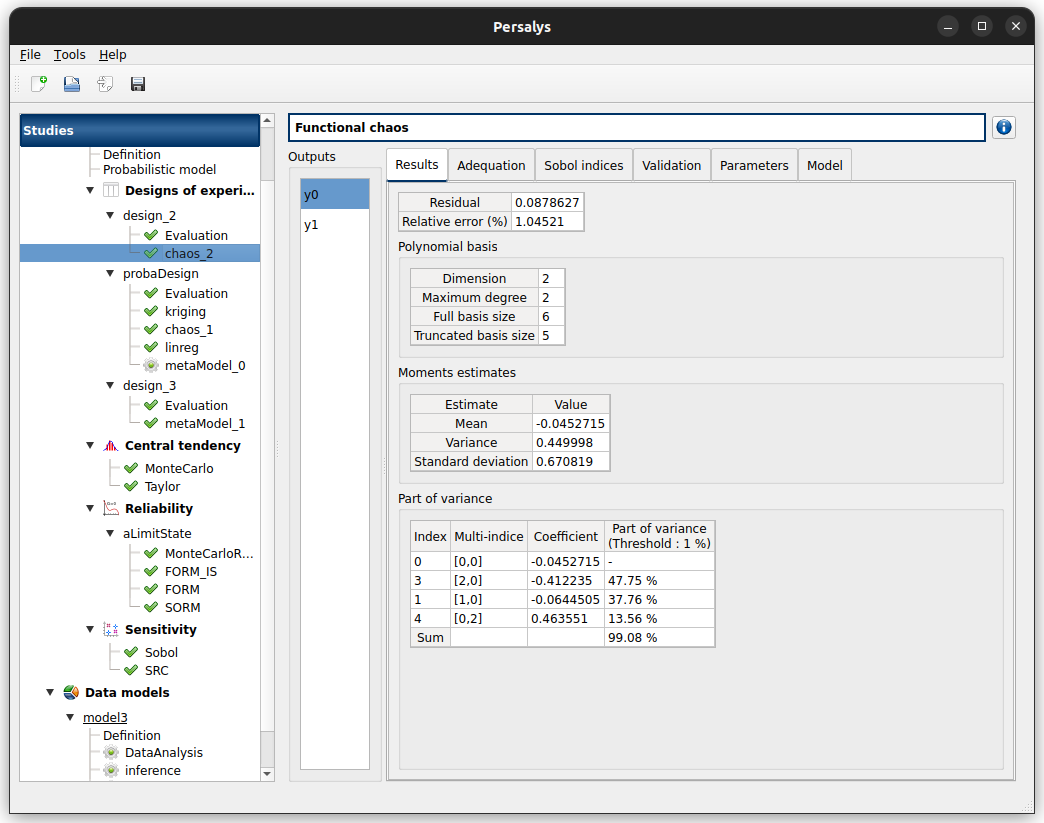 Persalys
File Tools Help
Studies
Definition
Probabilistic model
Designs of experi...
design_2
Evaluation
chaos_2
probaDesign
Evaluation
kriging
chaos_1
linreg
metaModel_0
design_3
Evaluation
metaModel_1
Central tendency
MonteCarlo
Taylor
Reliability
aLimitState
MonteCarloR...
FORM_IS
FORM
SORM
Sensitivity
Sobol
SRC
Data models
model3
Definition
DataAnalysis
inference
Functional chaos
Outputs
y0
y1
Results Adequation Sobol indices Validation Parameters Model
Residual 0.0878627
Relative error (%) 1.04521
Polynomial basis
Dimension 2
Maximum degree 2
Full basis size 6
Truncated basis size 5
Moments estimates
Estimate Value
Mean -0.0452715
Variance 0.449998
Standard deviation 0.670819
Part of variance
Index Multi-indice Coefficient Part of variance
(Threshold : 1 %)
0 [0,0] -0.0452715 -
3 [2,0] -0.412235 47.75 %
1 [1,0] -0.0644505 37.76 %
4 [0,2] 0.463551 13.56 %
Sum 99.08 %